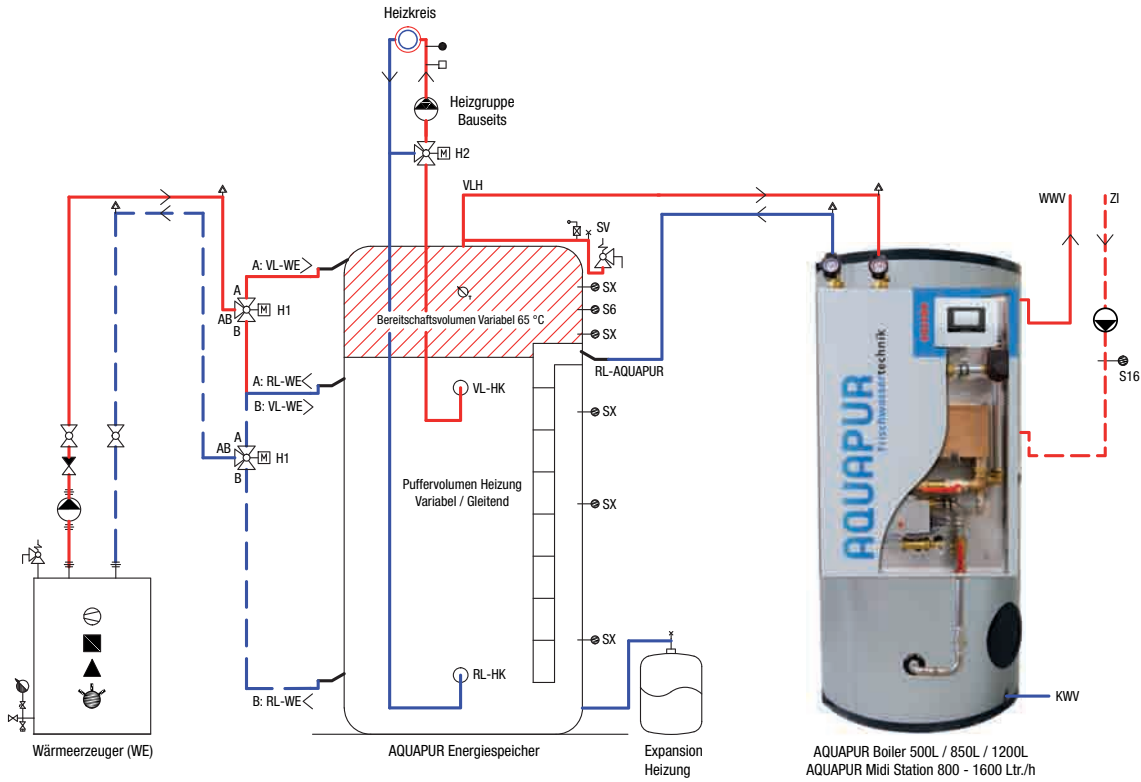 Heizkreis
Heizgruppe
Bauseits
M H2
VLH
SV
WWV
ZI
A: VL-WE
A
AB
B
M H1
T
Bereitschaftsvolumen Variabel 65 °C
SX
S6
SX
RL-AQUAPUR
A: RL-WE
B: VL-WE
VL-HK
SX
S16
A
AB
B
M H1
Puffervolumen Heizung
Variabel / Gleitend
SX
AQUAPUR
frischwassertechnik
SX
RL-HK
B: RL-WE
KWV
Wärmeerzeuger (WE)
AQUAPUR Energiespeicher
Expansion
Heizung
AQUAPUR Boiler 500L / 850L / 1200L
AQUAPUR Midi Station 800 - 1600 Ltr./h